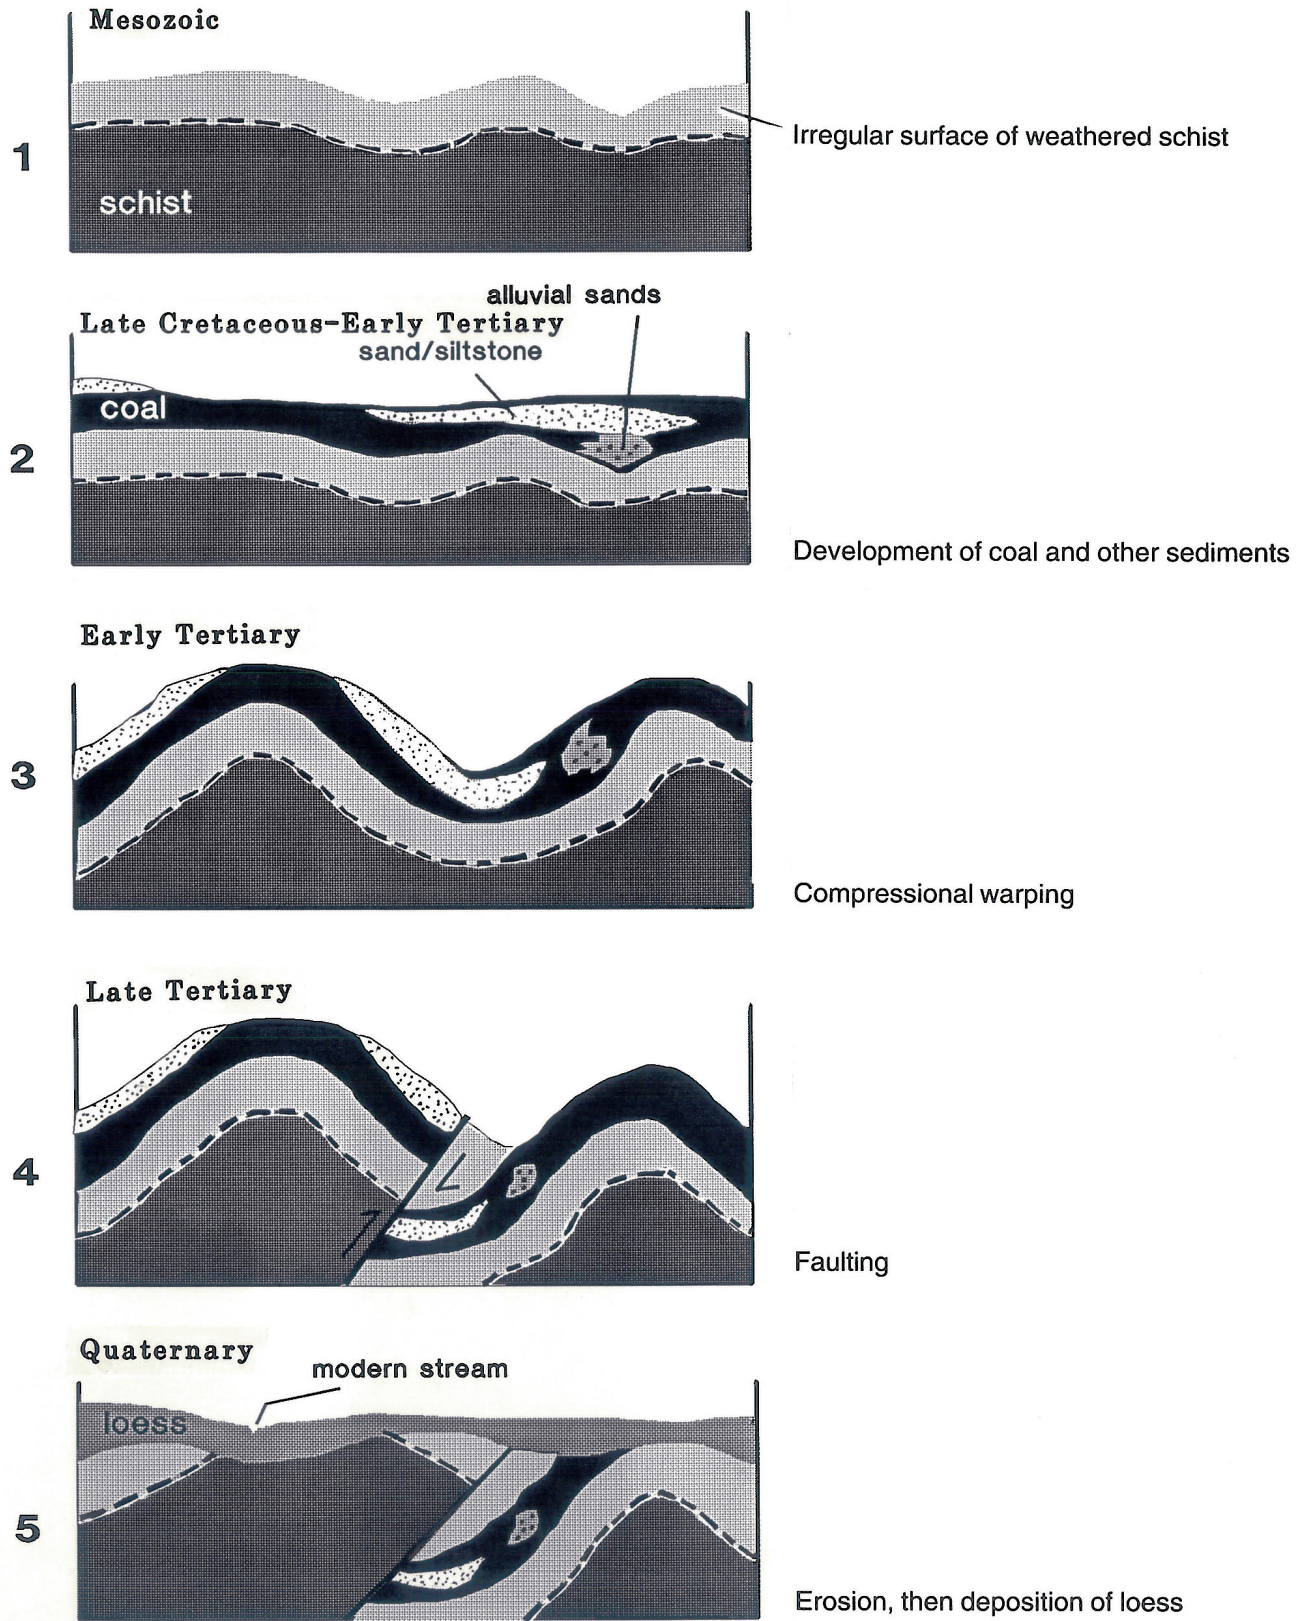 Mesozoic
1
Irregular surface of weathered schist
schist
alluvial sands
Late Cretaceous-Early Tertiary
sand/siltstone
coal
2
Development of coal and other sediments
Early Tertiary
3
Compressional warping
Late Tertiary
4
Faulting
Quaternary
modern stream
loess
5
Erosion, then deposition of loess